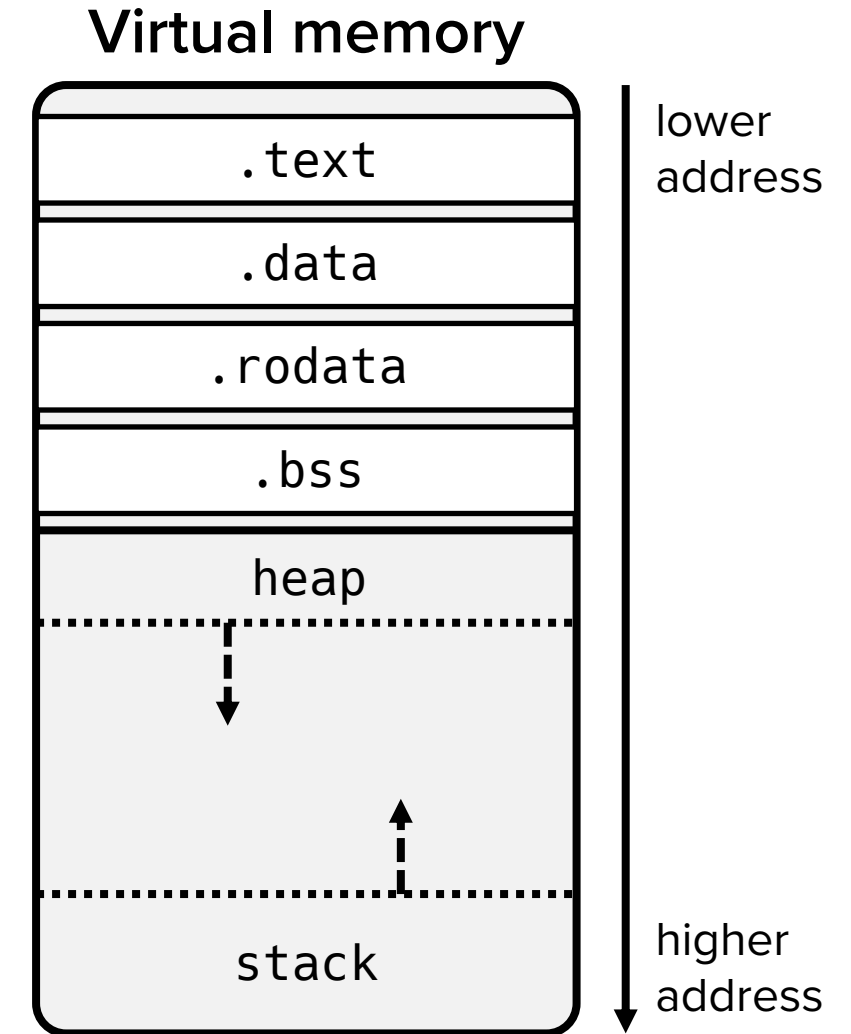 Virtual memory
lower
address
.text
.data
.rodata
.bss
heap
stack
higher
address